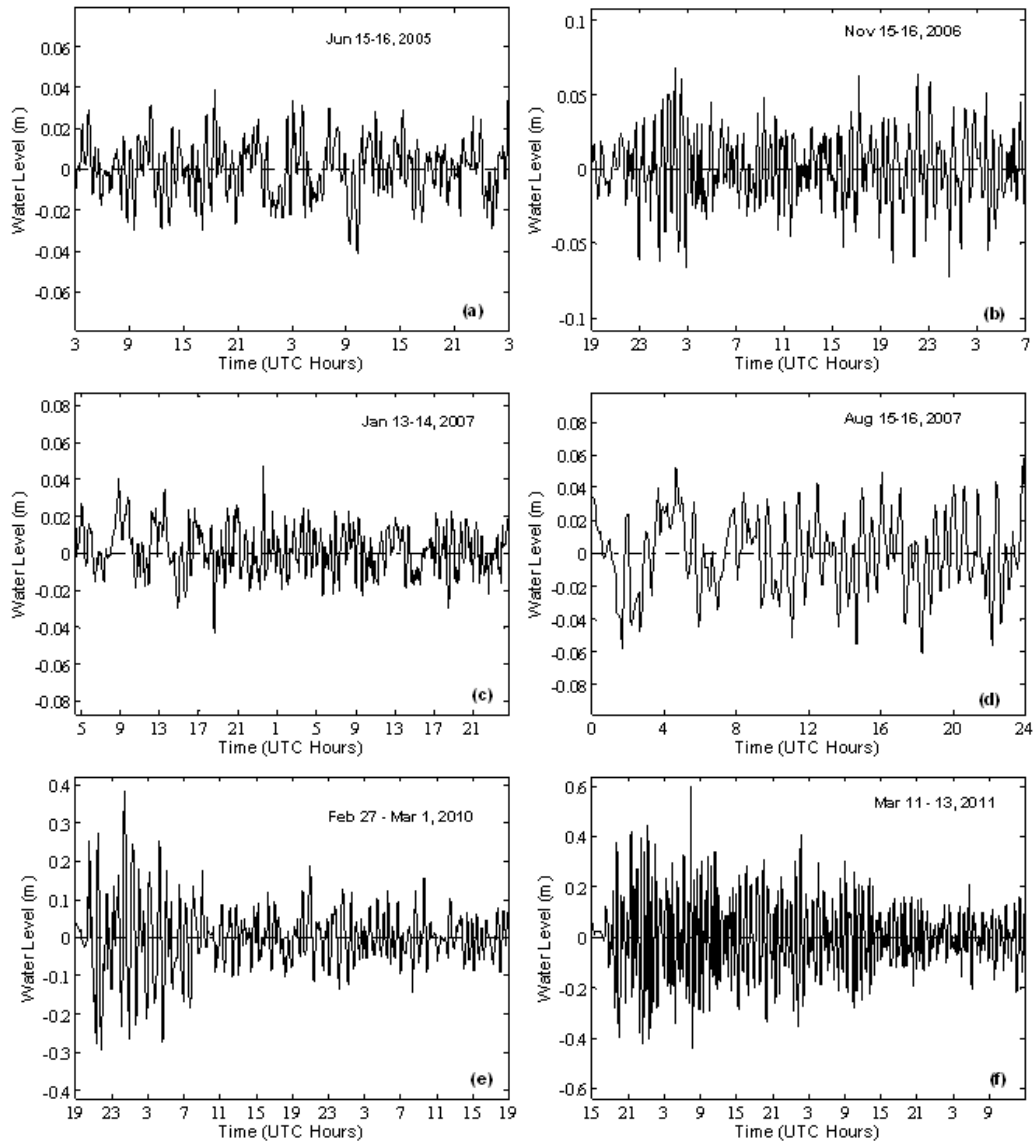 Jun 15-16, 2005
Water Level (m)
0.06
0.04
0.02
0
-0.02
-0.04
-0.06
(a)
3 9 15 21 3 9 15 21 3
Time (UTC Hours)
Nov 15-16, 2006
Water Level (m)
0.1
0.05
0
-0.05
-0.1
(b)
19 23 3 7 11 15 19 23 3 7
Time (UTC Hours)
Jan 13-14, 2007
Water Level (m)
0.08
0.06
0.04
0.02
0
-0.02
-0.04
-0.06
-0.08
(c)
5 9 13 17 21 1 5 9 13 17 21
Time (UTC Hours)
Aug 15-16, 2007
Water Level (m)
0.08
0.06
0.04
0.02
0
-0.02
-0.04
-0.06
-0.08
(d)
0 4 8 12 16 20 24
Time (UTC Hours)
Feb 27 - Mar 1, 2010
Water Level (m)
0.4
0.3
0.2
0.1
0
-0.1
-0.2
-0.3
-0.4
(e)
19 23 3 7 11 15 19 23 3 7 11 15 19
Time (UTC Hours)
Mar 11 - 13, 2011
Water Level (m)
0.6
0.4
0.2
0
-0.2
-0.4
-0.6
(f)
15 21 3 9 15 21 3 9 15 21 3 9
Time (UTC Hours)